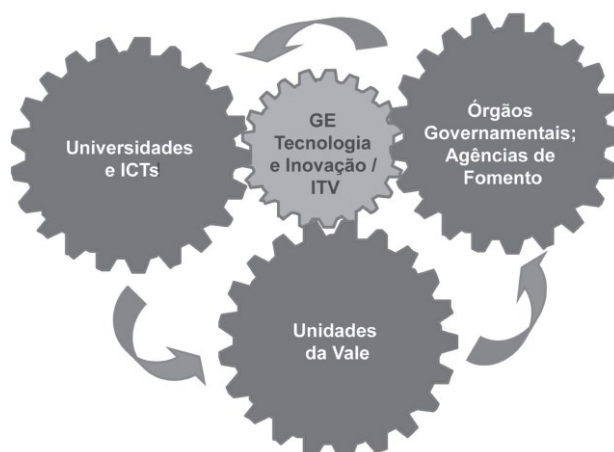 Universidades
e ICTs
GE
Tecnologia
e Inovação /
ITV
Órgãos
Governamentais;
Agências de
Fomento
Unidades
da Vale